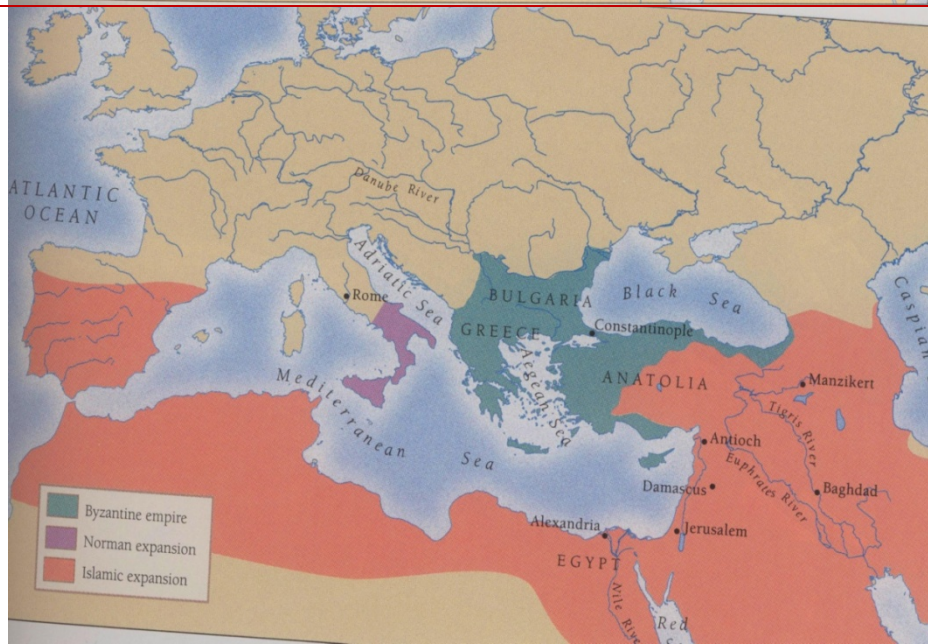 ATLANTIC
OCEAN
Danube River
Adriatic Sea
Rome
BULGARIA
Black Sea
Caspian
GREECE
Constantinople
Aegean Sea
ANATOLIA
Manzikert
Mediterranean
Sea
Tigris River
Antioch
Euphrates River
Damascus
Baghdad
Alexandria
Jerusalem
EGYPT
Nile
Red
Byzantine empire
Norman expansion
Islamic expansion